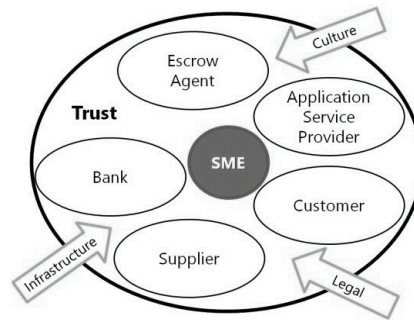 Culture
Escrow
Agent
Trust
Application
Service
Provider
SME
Bank
Customer
Supplier
Infrastructure
Legal